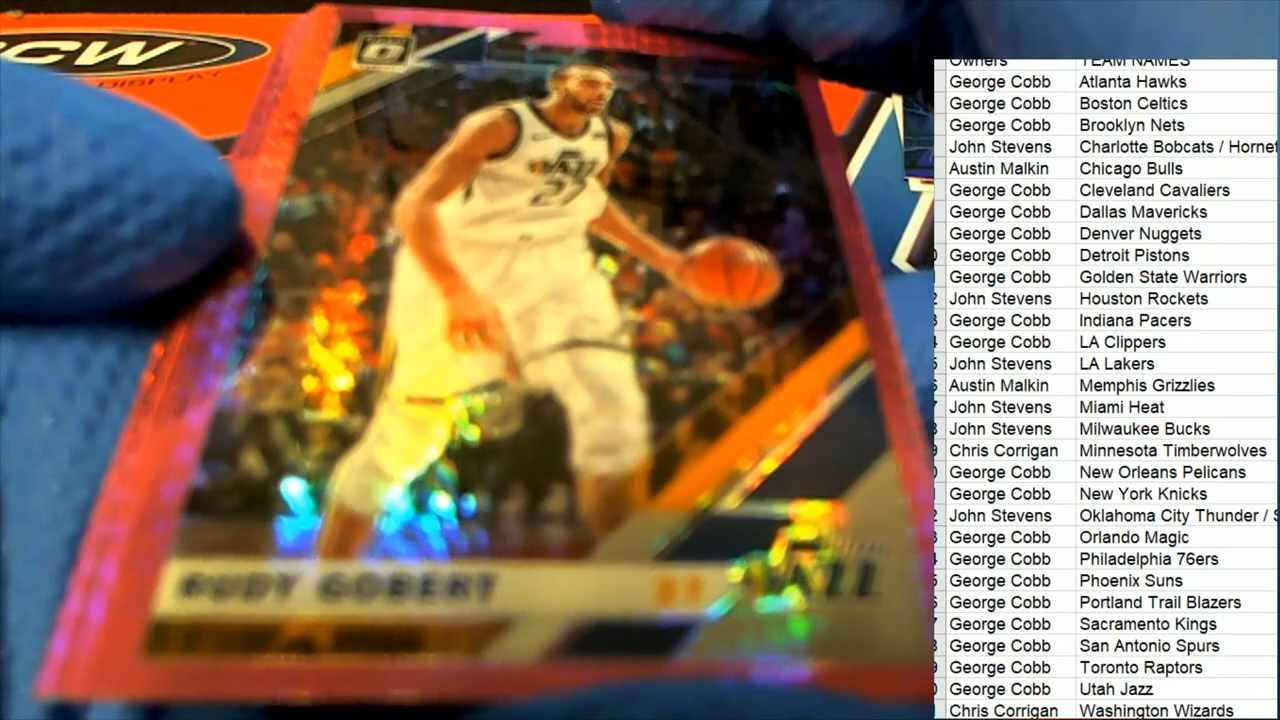 CW
DISPLAY
JAZZ
27
RUDY GOBERT 27
Owners TEAM NAMES
George Cobb Atlanta Hawks
George Cobb Boston Celtics
George Cobb Brooklyn Nets
John Stevens Charlotte Bobcats / Hornet
Austin Malkin Chicago Bulls
George Cobb Cleveland Cavaliers
George Cobb Dallas Mavericks
George Cobb Denver Nuggets
George Cobb Detroit Pistons
George Cobb Golden State Warriors
John Stevens Houston Rockets
George Cobb Indiana Pacers
George Cobb LA Clippers
John Stevens LA Lakers
Austin Malkin Memphis Grizzlies
John Stevens Miami Heat
John Stevens Milwaukee Bucks
Chris Corrigan Minnesota Timberwolves
George Cobb New Orleans Pelicans
George Cobb New York Knicks
John Stevens Oklahoma City Thunder / S
George Cobb Orlando Magic
George Cobb Philadelphia 76ers
George Cobb Phoenix Suns
George Cobb Portland Trail Blazers
George Cobb Sacramento Kings
George Cobb San Antonio Spurs
George Cobb Toronto Raptors
George Cobb Utah Jazz
Chris Corrigan Washington Wizards